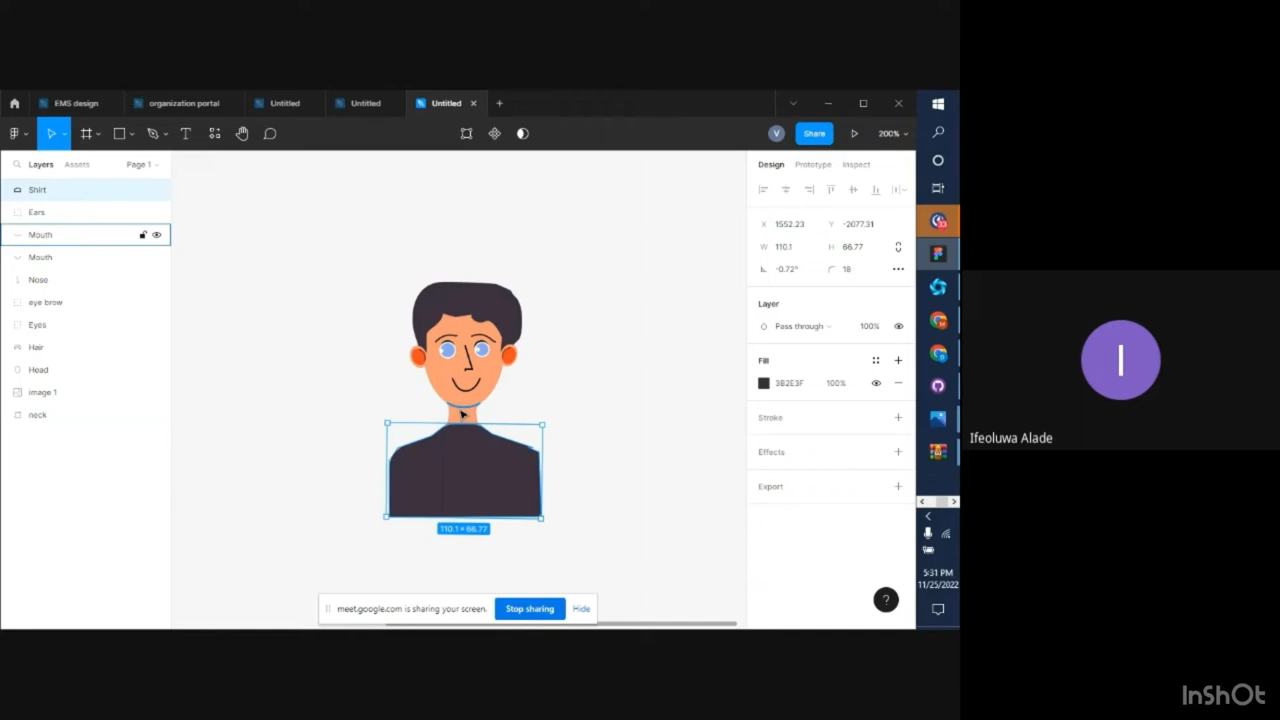 EMS design
organization portal
Untitled
Untitled
Untitled
Share
200%
Layers
Assets
Page 1
Design
Prototype
Inspect
Shirt
Ears
Mouth
Mouth
Nose
eye brow
Eyes
Hair
Head
image 1
neck
X 1552.23 Y -2077.31
W 110.1 H 66.77
-0.72° 18
Layer
Pass through 100%
Fill
3B2E3F 100%
Stroke
Effects
Export
110.1 × 66.77
meet.google.com is sharing your screen.
Stop sharing
Hide
?
V
5:31 PM
11/25/2022
I
Ifeoluwa Alade
InShOt